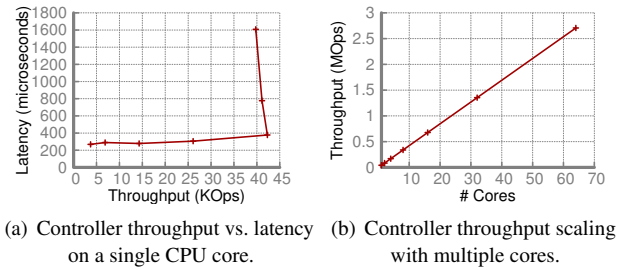 1800
1600
1400
1200
1000
800
600
400
200
0
Latency (microseconds)
0 5 10 15 20 25 30 35 40 45
Throughput (KOps)
3
2.5
2
1.5
1
0.5
0
Throughput (MOps)
0 10 20 30 40 50 60 70
# Cores
(a) Controller throughput vs. latency
on a single CPU core.
(b) Controller throughput scaling
with multiple cores.